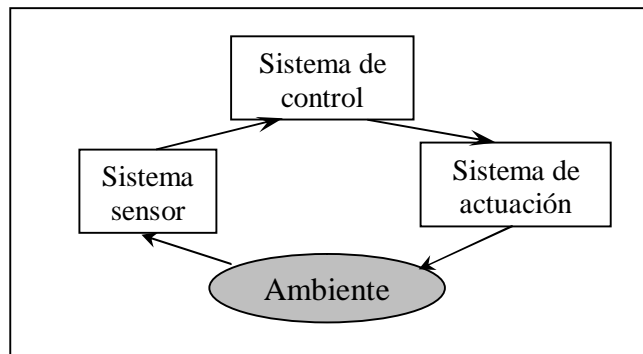 Sistema de
control
Sistema
sensor
Sistema de
actuación
Ambiente